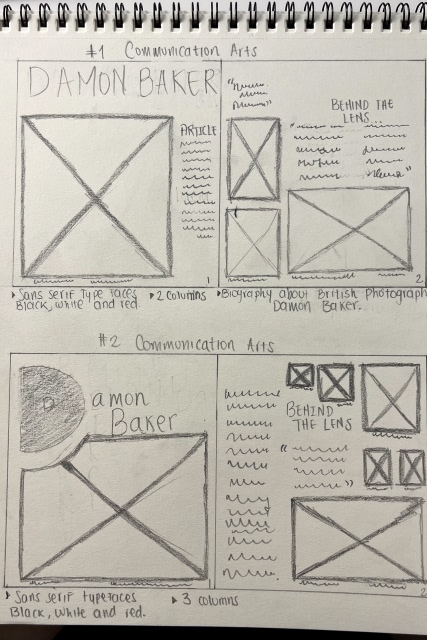 #1 Communication Arts
DAMON BAKER
ARTICLE
BEHIND THE
LENS...
1
2
▸ Sans serif type faces
Black, white and red
▸ 2 columns
▸ Biography about British Photograph
Damon Baker.
#2 Communication Arts
D
amon
Baker
BEHIND
THE LENS
2
▸ Sans serif typefaces
Black, white and red.
▸ 3 columns